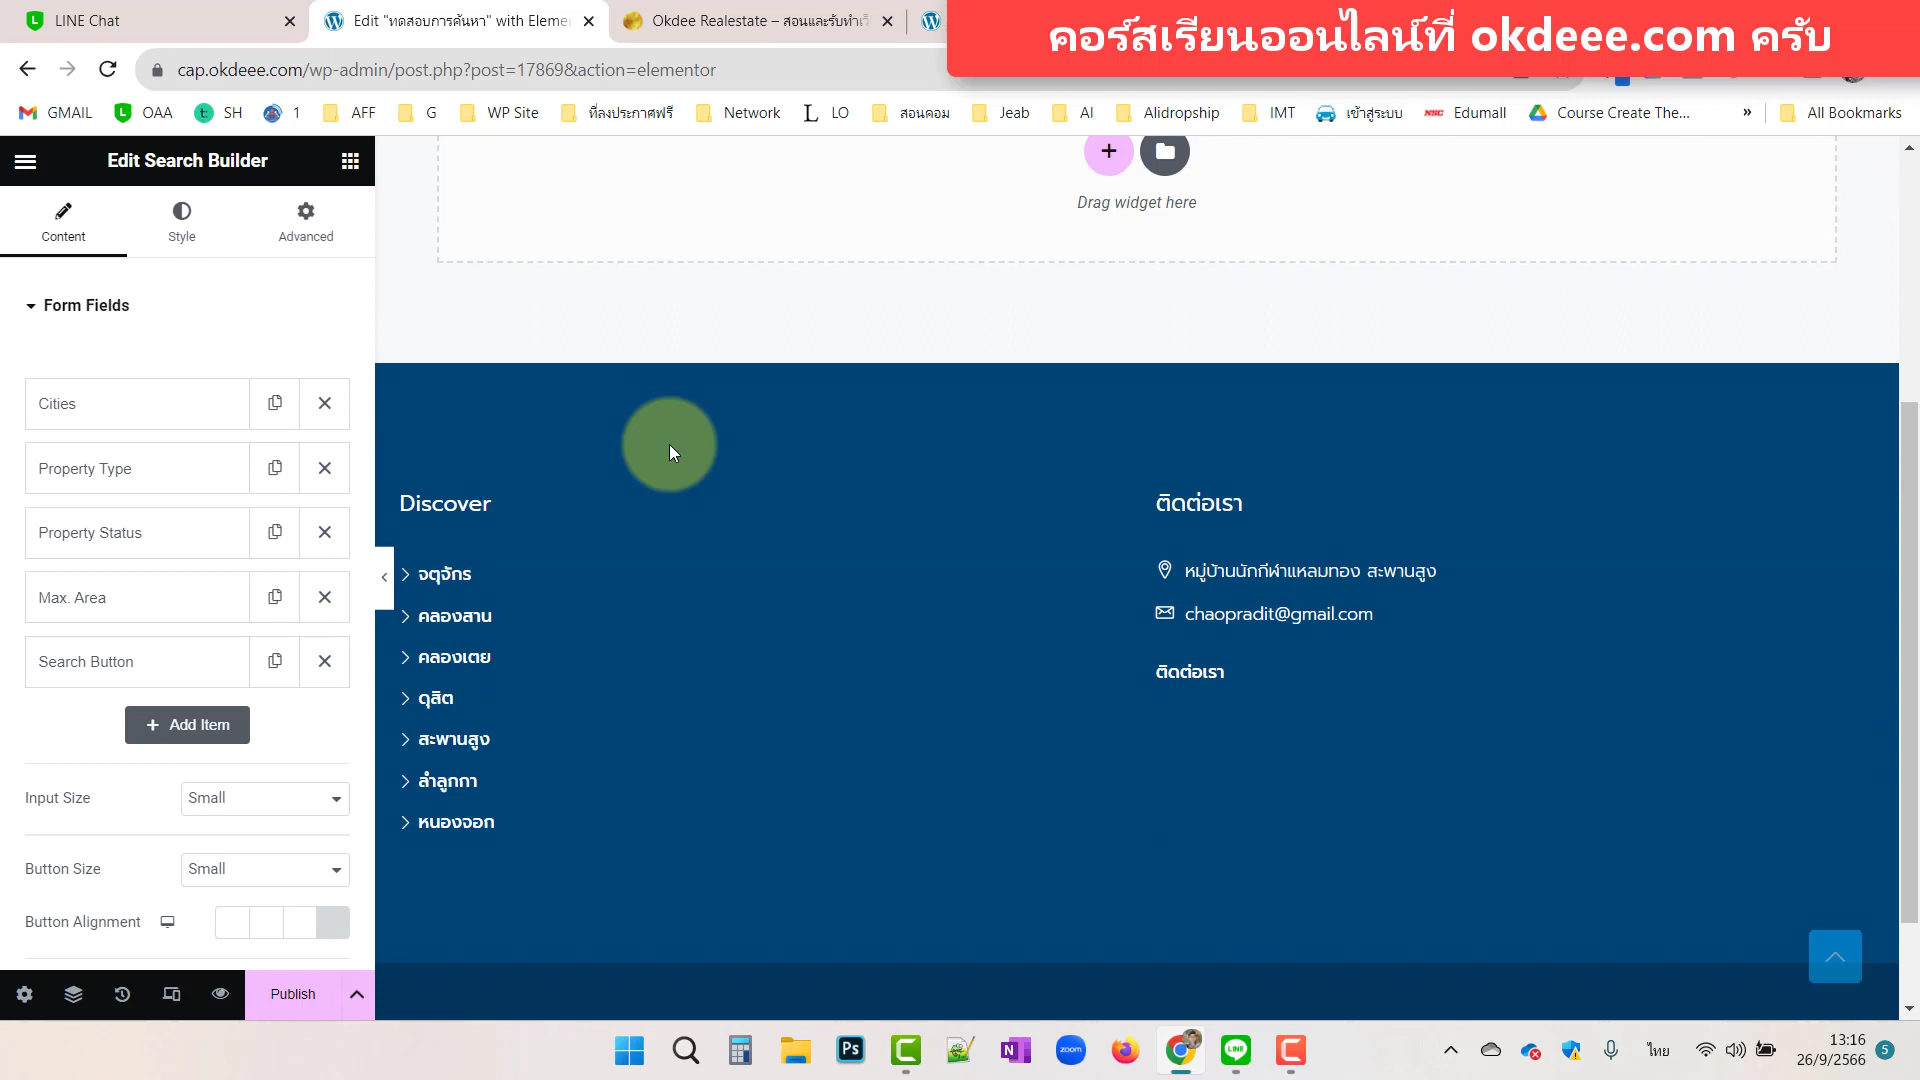 LINE Chat
Edit "ทดสอบการค้นหา" with Eleme
Okdee Realestate – สอนและรับทำเว็
คอร์สเรียนออนไลน์ที่ okdeee.com ครับ
cap.okdeee.com/wp-admin/post.php?post=17869&action=elementor
GMAIL
OAA
SH
1
AFF
G
WP Site
ที่ลงประกาศฟรี
Network
LO
สอนคอม
Jeab
AI
Alidropship
IMT
เข้าสู่ระบบ
Edumall
Course Create The...
»
All Bookmarks
Edit Search Builder
Content
Style
Advanced
Form Fields
Cities
Property Type
Property Status
Max. Area
Search Button
+ Add Item
Input Size
Small
Button Size
Small
Button Alignment
Publish
Drag widget here
Discover
จตุจักร
คลองสาน
คลองเตย
ดุสิต
สะพานสูง
ลำลูกกา
หนองจอก
ติดต่อเรา
หมู่บ้านนักกีฬาแหลมทอง สะพานสูง
chaopradit@gmail.com
ติดต่อเรา
Ps
N
zoom
LINE
ไทย
13:16
26/9/2566
5